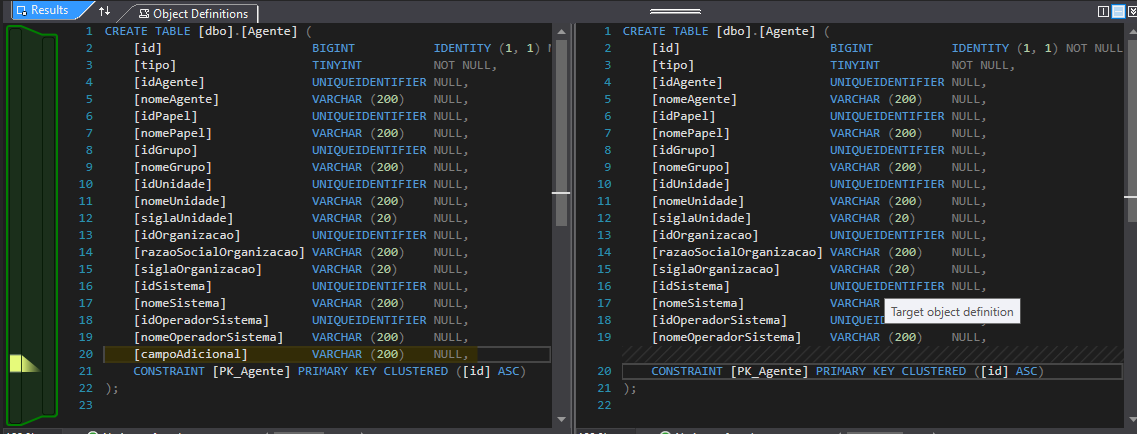 Results
Object Definitions
1 CREATE TABLE [dbo].[Agente] (
2 [id] BIGINT IDENTITY (1, 1) N
3 [tipo] TINYINT NOT NULL,
4 [idAgente] UNIQUEIDENTIFIER NULL,
5 [nomeAgente] VARCHAR (200) NULL,
6 [idPapel] UNIQUEIDENTIFIER NULL,
7 [nomePapel] VARCHAR (200) NULL,
8 [idGrupo] UNIQUEIDENTIFIER NULL,
9 [nomeGrupo] VARCHAR (200) NULL,
10 [idUnidade] UNIQUEIDENTIFIER NULL,
11 [nomeUnidade] VARCHAR (200) NULL,
12 [siglaUnidade] VARCHAR (20) NULL,
13 [idOrganizacao] UNIQUEIDENTIFIER NULL,
14 [razaoSocialOrganizacao] VARCHAR (200) NULL,
15 [siglaOrganizacao] VARCHAR (20) NULL,
16 [idSistema] UNIQUEIDENTIFIER NULL,
17 [nomeSistema] VARCHAR (200) NULL,
18 [idOperadorSistema] UNIQUEIDENTIFIER NULL,
19 [nomeOperadorSistema] VARCHAR (200) NULL,
20 [campoAdicional] VARCHAR (200) NULL,
21 CONSTRAINT [PK_Agente] PRIMARY KEY CLUSTERED ([id] ASC)
22 );
23
1 CREATE TABLE [dbo].[Agente] (
2 [id] BIGINT IDENTITY (1, 1) NOT NULL
3 [tipo] TINYINT NOT NULL,
4 [idAgente] UNIQUEIDENTIFIER NULL,
5 [nomeAgente] VARCHAR (200) NULL,
6 [idPapel] UNIQUEIDENTIFIER NULL,
7 [nomePapel] VARCHAR (200) NULL,
8 [idGrupo] UNIQUEIDENTIFIER NULL,
9 [nomeGrupo] VARCHAR (200) NULL,
10 [idUnidade] UNIQUEIDENTIFIER NULL,
11 [nomeUnidade] VARCHAR (200) NULL,
12 [siglaUnidade] VARCHAR (20) NULL,
13 [idOrganizacao] UNIQUEIDENTIFIER NULL,
14 [razaoSocialOrganizacao] VARCHAR (200) NULL,
15 [siglaOrganizacao] VARCHAR (20) NULL,
16 [idSistema] UNIQUEIDENTIFIER NULL,
17 [nomeSistema] VARCHAR
Target object definition
18 [idOperadorSistema] UNIQUEIDENTIFIER NULL,
19 [nomeOperadorSistema] VARCHAR (200) NULL,
20 CONSTRAINT [PK_Agente] PRIMARY KEY CLUSTERED ([id] ASC)
21 );
22